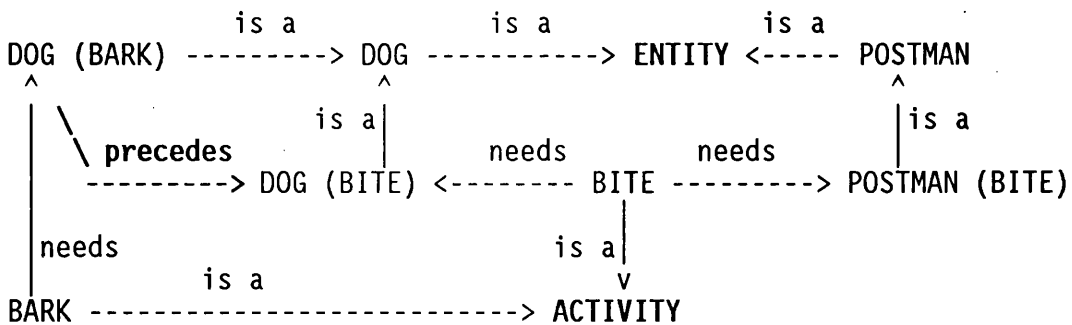 is a is a is a
DOG (BARK) ----------> DOG ------------> ENTITY <----- POSTMAN
^ ^ ^
\ is a is a
\ precedes needs needs
---------> DOG (BITE) <-------- BITE ---------> POSTMAN (BITE)
needs is a
is a v
BARK ----------------------------> ACTIVITY